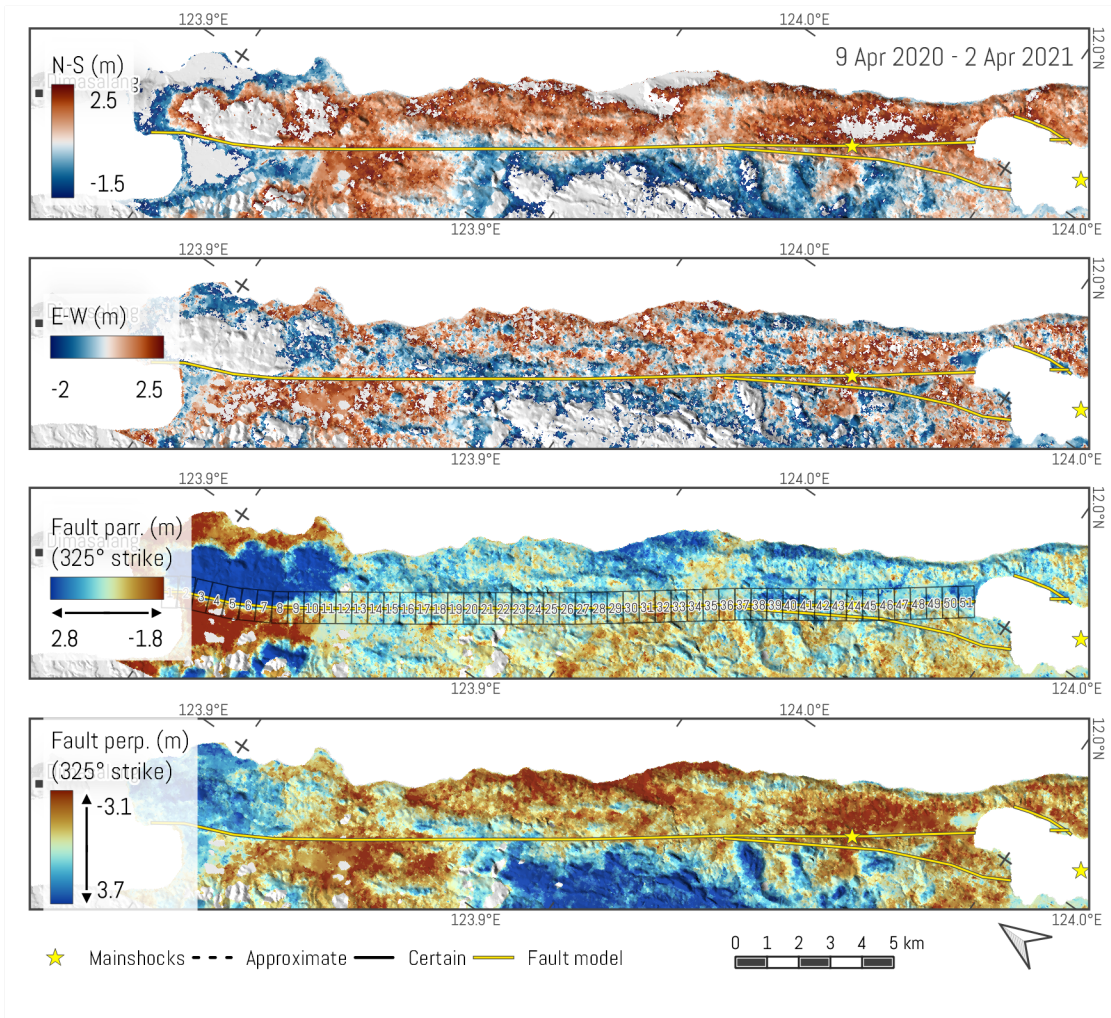 123.9°E 124.0°E
12.0°N
N-S (m)
9 Apr 2020 - 2 Apr 2021
Dimasalang
2.5
-1.5
123.9°E 124.0°E
123.9°E 124.0°E
12.0°N
E-W (m)
-2 2.5
123.9°E 124.0°E
123.9°E 124.0°E
12.0°N
Fault parr. (m)
Dimasalang
(325° strike)
3 4 5 6 7 8 9 10 11 12 13 14 15 16 17 18 19 20 21 22 23 24 25 26 27 28 29 30 31 32 33 34 35 36 37 38 39 40 41 42 43 44 45 46 47 48 49 50 51
2.8 -1.8
123.9°E 124.0°E
123.9°E 124.0°E
12.0°N
Fault perp. (m)
(325° strike)
-3.1
3.7
123.9°E 124.0°E
Mainshocks Approximate Certain Fault model
0 1 2 3 4 5 km